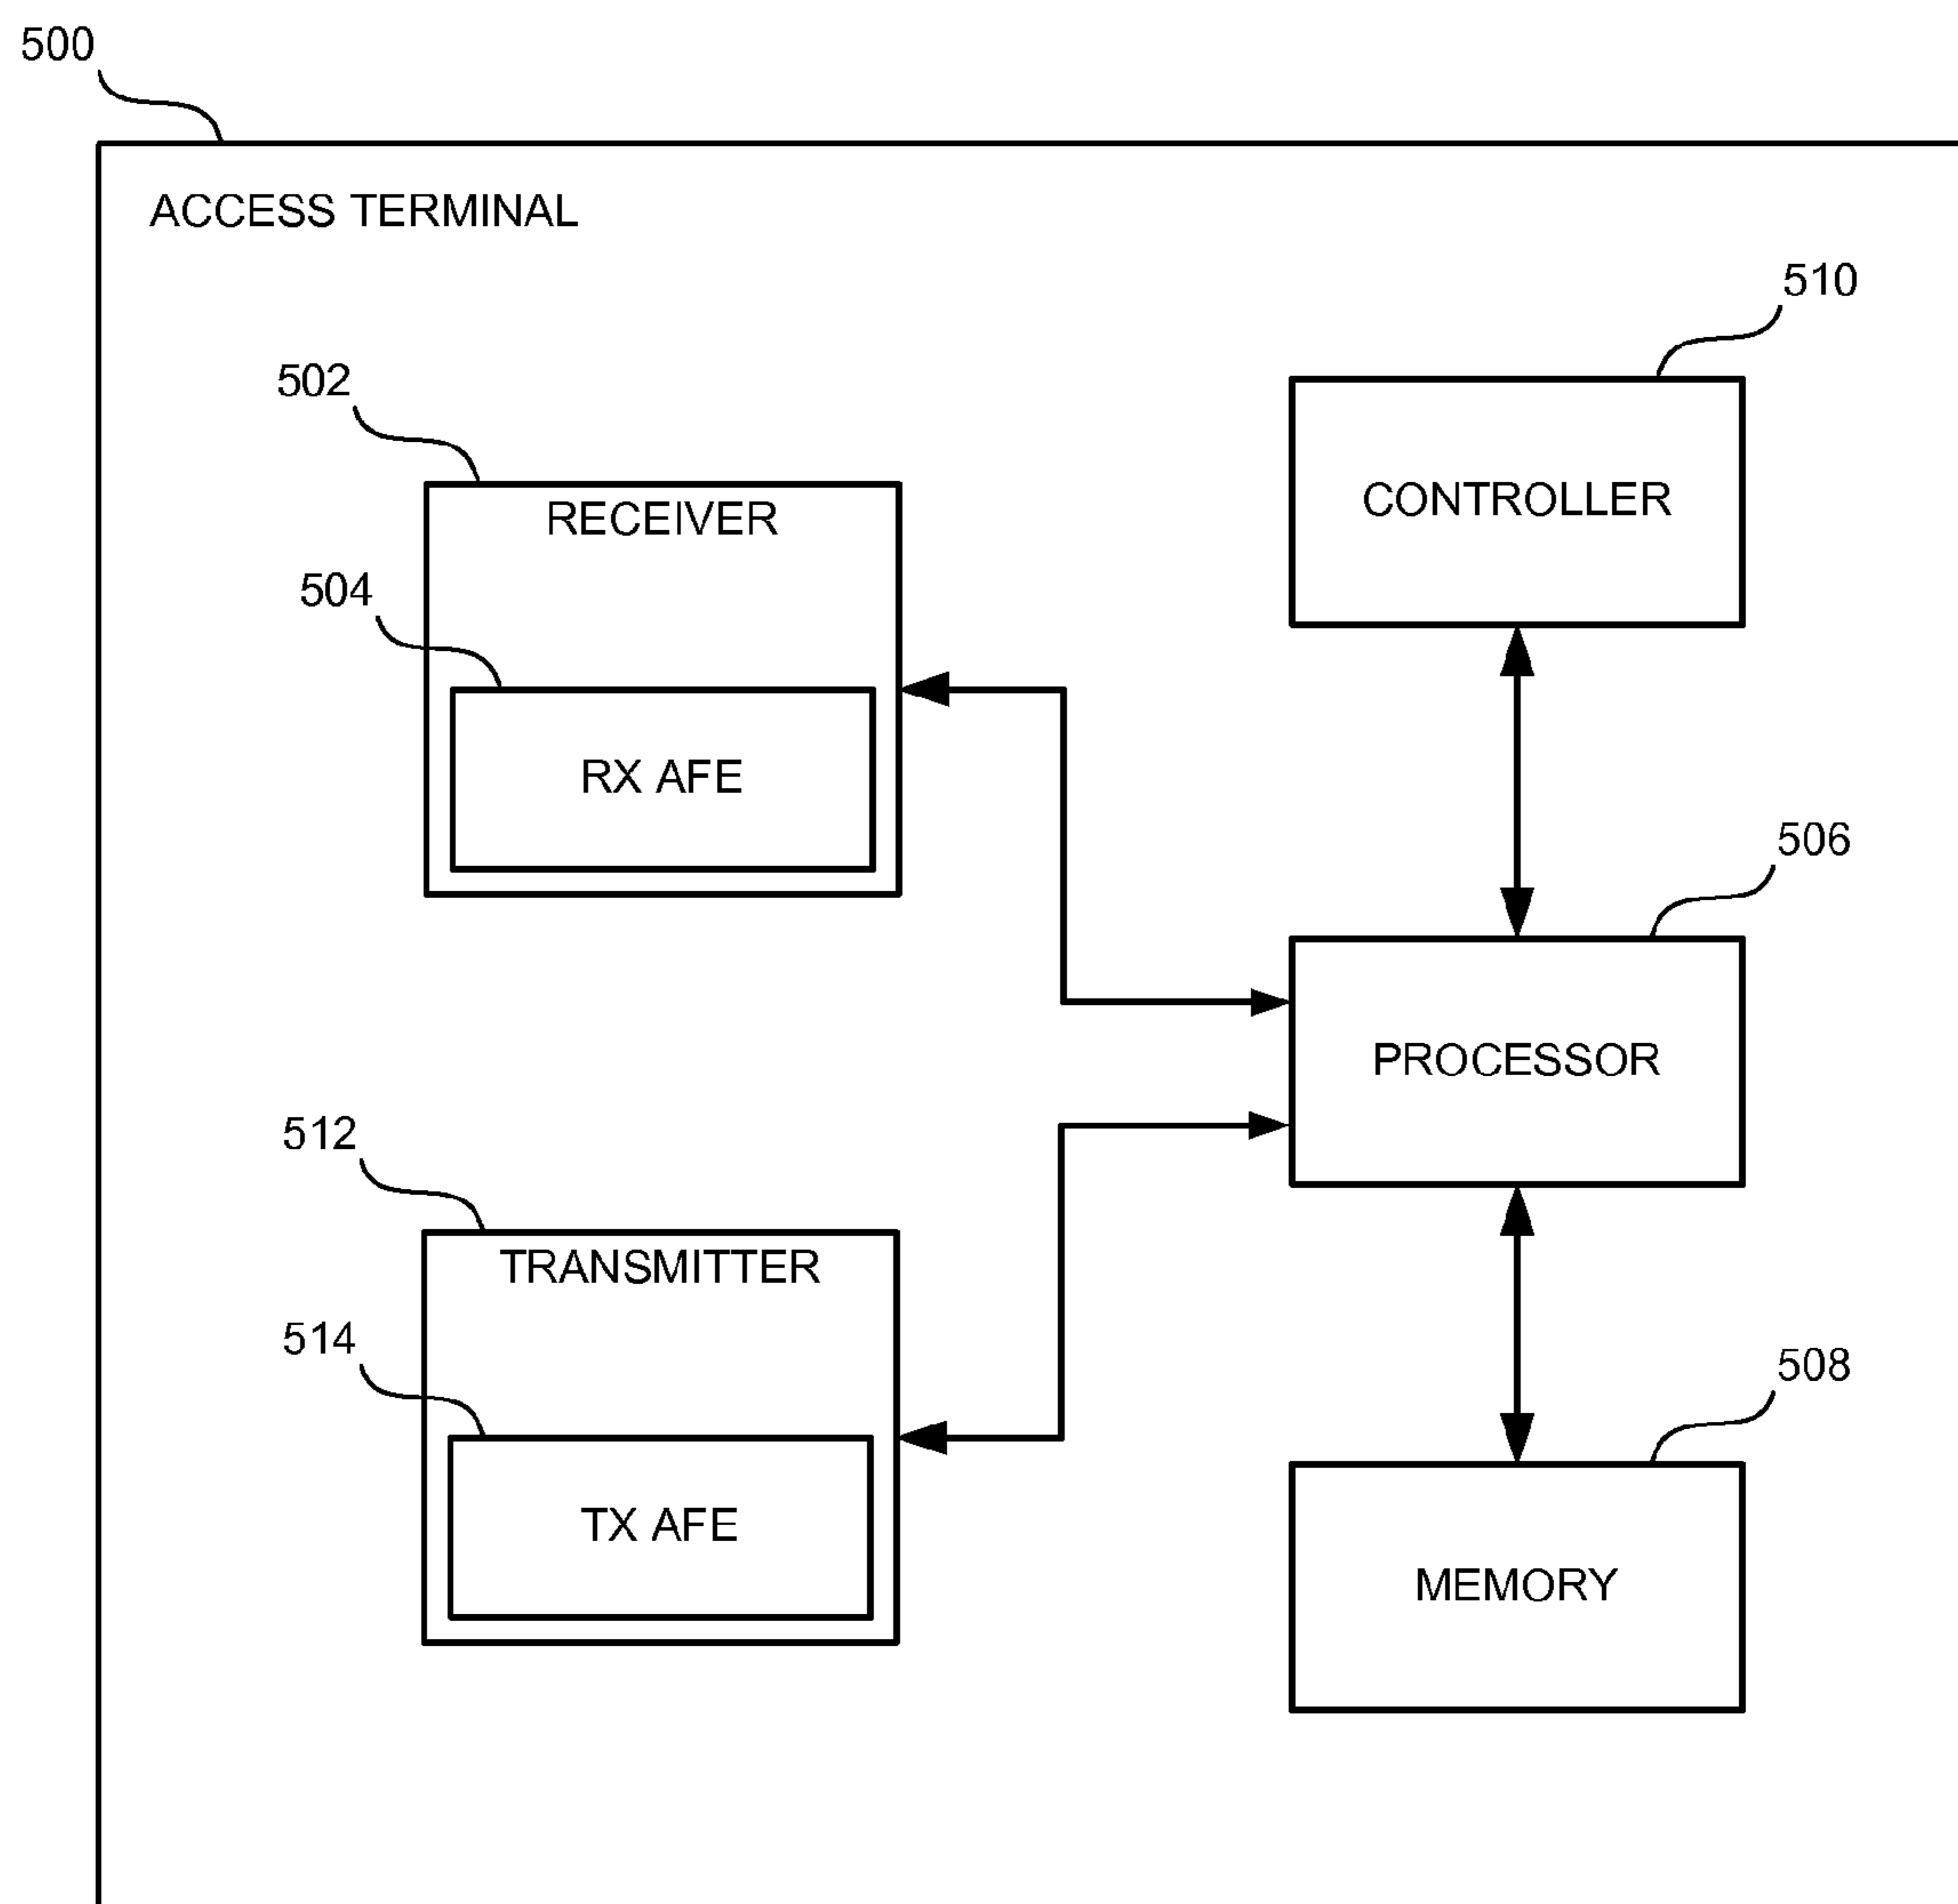 500
ACCESS TERMINAL
510
502
CONTROLLER
RECEIVER
504
RX AFE
506
PROCESSOR
512
TRANSMITTER
514
508
TX AFE
MEMORY